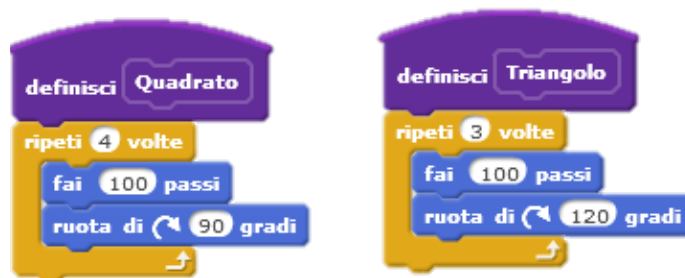 definisci Quadrato
ripeti 4 volte
fai 100 passi
ruota di 90 gradi
definisci Triangolo
ripeti 3 volte
fai 100 passi
ruota di 120 gradi